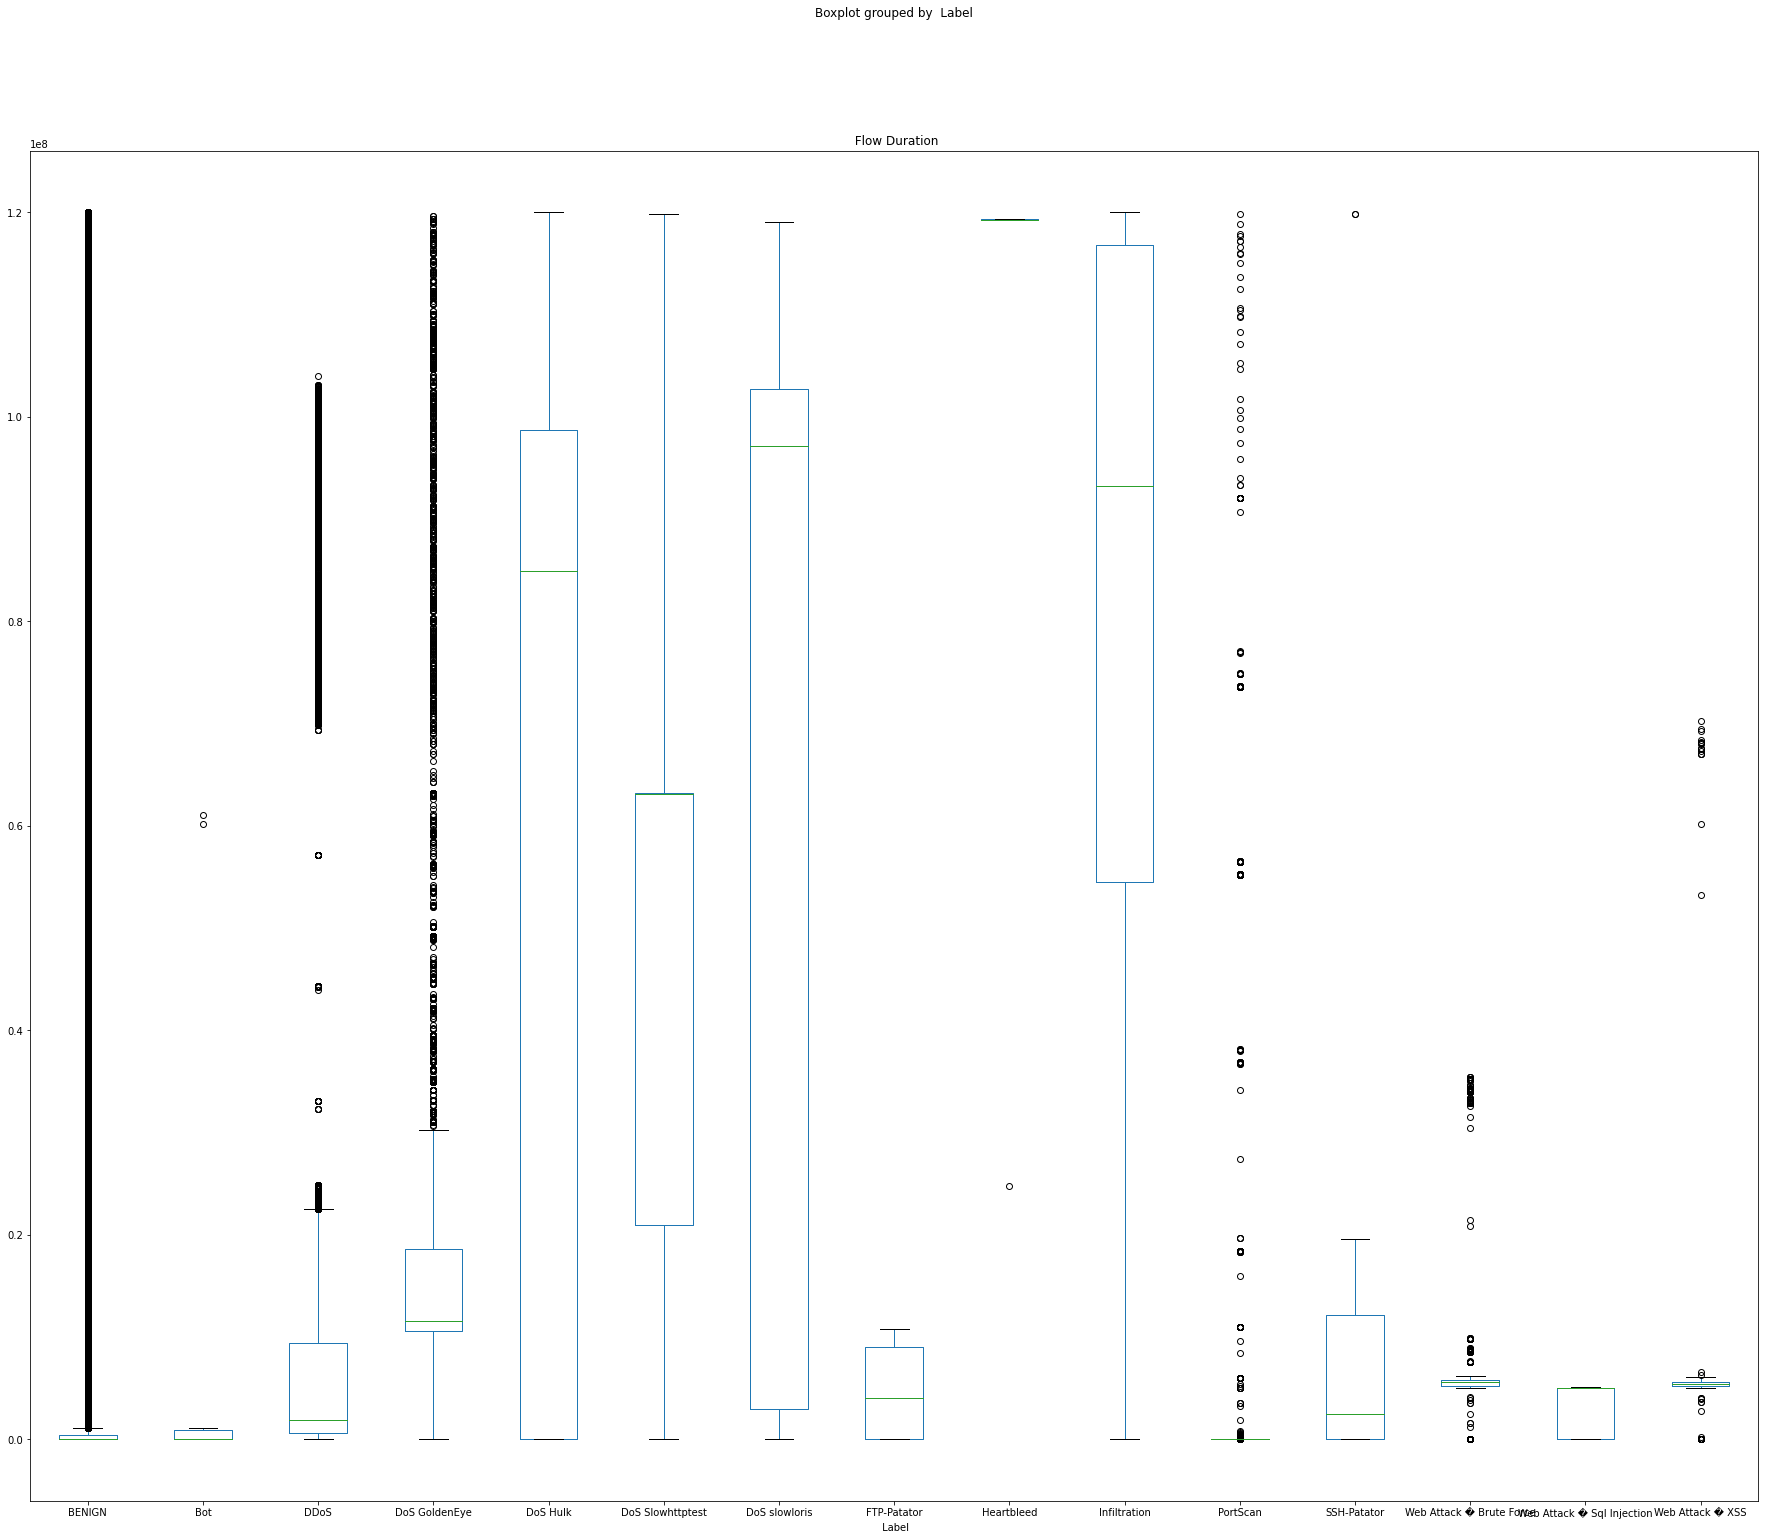 Boxplot grouped by  Label
Flow Duration
1e8
1.2
1.0
0.8
0.6
0.4
0.2
0.0
BENIGN
Bot
DDoS
DoS GoldenEye
DoS Hulk
DoS Slowhttptest
DoS slowloris
FTP-Patator
Heartbleed
Infiltration
PortScan
SSH-Patator
Web Attack � Brute Force
Web Attack � Sql Injection
Web Attack � XSS
Label